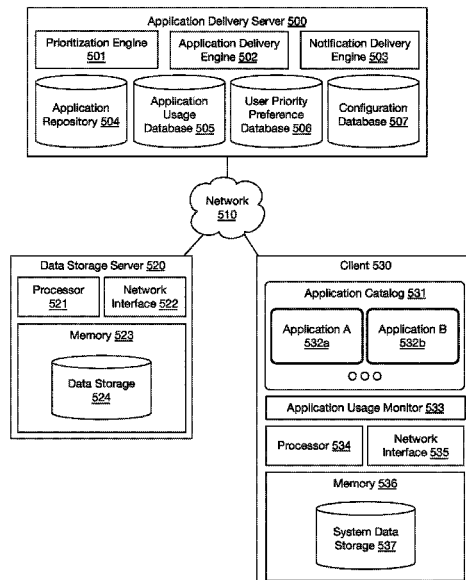 Application Delivery Server 500
Prioritization Engine
501
Application Delivery
Engine 502
Notification Delivery
Engine 503
Application
Repository 504
Application
Usage
Database 505
User Priority
Preference
Database 506
Configuration
Database 507
Network
510
Data Storage Server 520
Processor
521
Network
Interface 522
Memory 523
Data Storage
524
Client 530
Application Catalog 531
Application A
532a
Application B
532b
Application Usage Monitor 533
Processor 534
Network
Interface 535
Memory 536
System Data
Storage 537